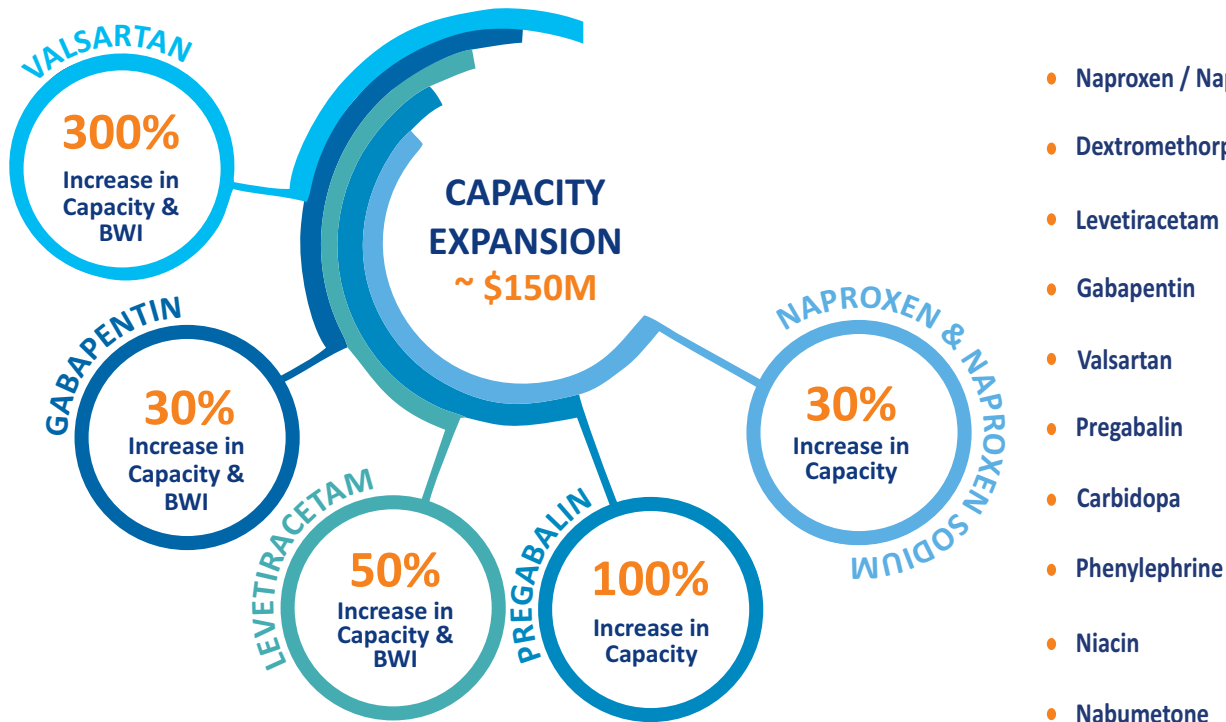 VALSARTAN
300%
Increase in
Capacity &
BWI
GABAPENTIN
30%
Increase in
Capacity &
BWI
LEVETIRACETAM
50%
Increase in
Capacity &
BWI
PREGABALIN
100%
Increase in
Capacity
NAPROXEN & NAPROXEN SODIUM
30%
Increase in
Capacity
CAPACITY
EXPANSION
~ $150M
• Naproxen /
•
• Levetiracetam
• Gabapentin
• Valsartan
• Pregabalin
• Carbidopa
• Phenylephrine
• Niacin
• Nabumetone